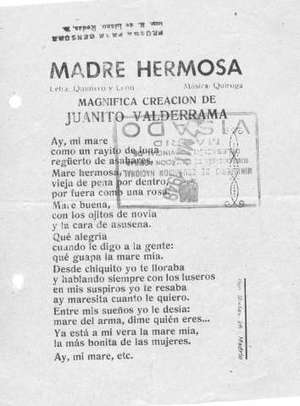 PRUEBA PARA CENSURA
MADRE HERMOSA
Letra: Quintero y León Música: Quiroga
MAGNIFICA CREACION DE
JUANITO VALDERRAMA
VISADO
Ay, mi mare
como un rayito de luna
regüerto de asahares.
Mare hermosa,
vieja de pena por dentro,
por fuera como una rosa.
Mare buena,
con los ojitos de novia
y la cara de asusena.
Qué alegría
cuando le digo a la gente:
qué guapa la mare mía.
Desde chiquito yo te lloraba
y hablando siempre con los luseros
en mis suspiros yo te resaba
ay maresita cuanto le quiero.
Entre mis sueños yo le desía:
mare del arma, dime quién eres...
Ya está a mi vera la mare mía,
la más bonita de las mujeres.
Ay, mi mare, etc.